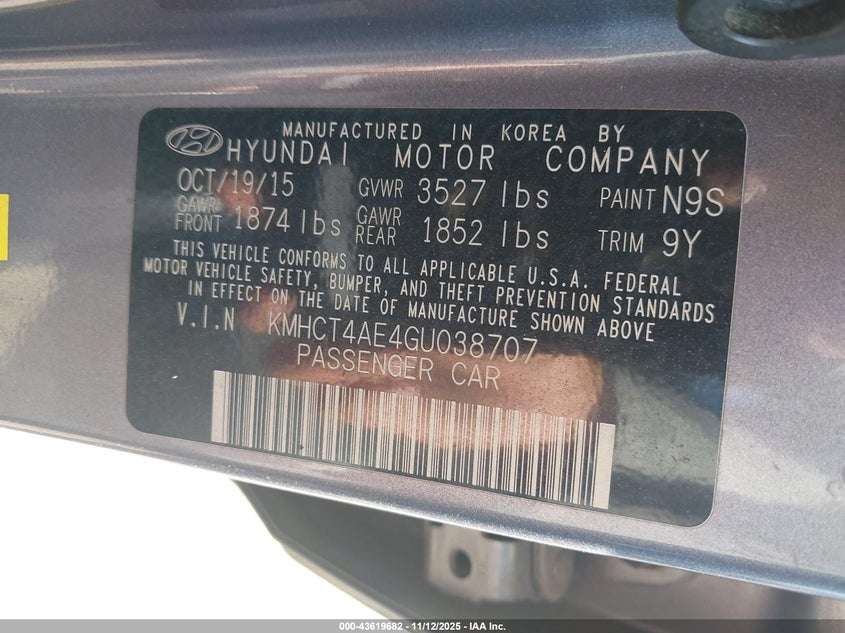 MANUFACTURED IN KOREA BY
HYUNDAI MOTOR COMPANY
OCT/19/15 GVWR 3527 lbs PAINT N9S
GAWR FRONT 1874 lbs GAWR REAR 1852 lbs TRIM 9Y
THIS VEHICLE CONFORMS TO ALL APPLICABLE U.S.A. FEDERAL
MOTOR VEHICLE SAFETY, BUMPER, AND THEFT PREVENTION STANDARDS
IN EFFECT ON THE DATE OF MANUFACTURE SHOWN ABOVE
V.I.N KMHCT4AE4GU038707
PASSENGER CAR
000-43619682 - 11/12/2025 - IAA Inc.